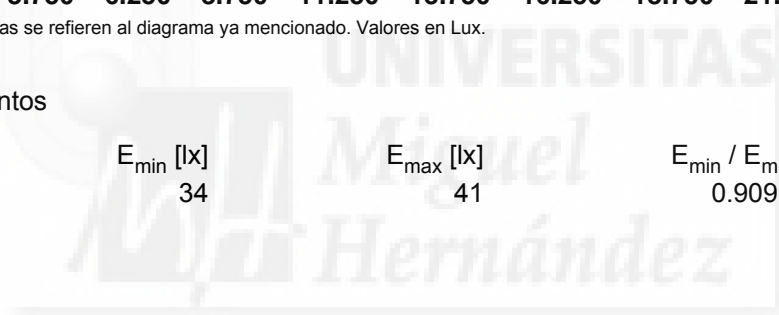 as se refieren al diagrama ya mencionado. Valores en Lux.
UNIVERSITAS
ntos
Miguel
E_min [lx] E_max [lx] E_min / E_m
34 41 0.909
Hernández